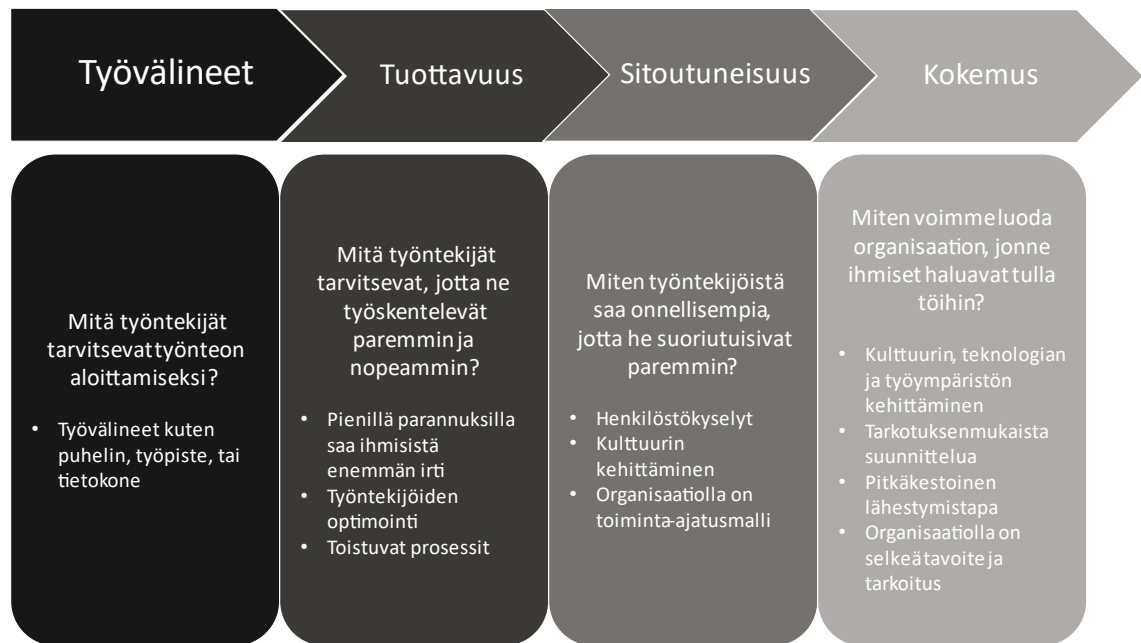 Työvälineet
Tuottavuus
Sitoutuneisuus
Kokemus
Mitä työntekijät
tarvitsevat työnteon
aloittamiseksi?
• Työvälineet kuten
puhelin, työpiste, tai
tietokone
Mitä työntekijät
tarvitsevat, jotta ne
työskentelevät
paremmin ja
nopeammin?
• Pienillä parannuksilla
saa ihmisistä
enemmän irti
• Työntekijöiden
optimointi
• Toistuvat prosessit
Miten työntekijöistä
saa onnellisempia,
jotta he suoriutuisivat
paremmin?
• Henkilöstökyselyt
• Kulttuurin
kehittäminen
• Organisaatiolla on
toiminta-ajatusmalli
Miten voimme luoda
organisaation, jonne
ihmiset haluavat tulla
töihin?
• Kulttuurin, teknologian
ja työympäristön
kehittäminen
• Tarkotuksenmukaista
suunnittelua
• Pitkäkestoinen
lähestymistapa
• Organisaatiolla on
selkeä tavoite ja
tarkoitus